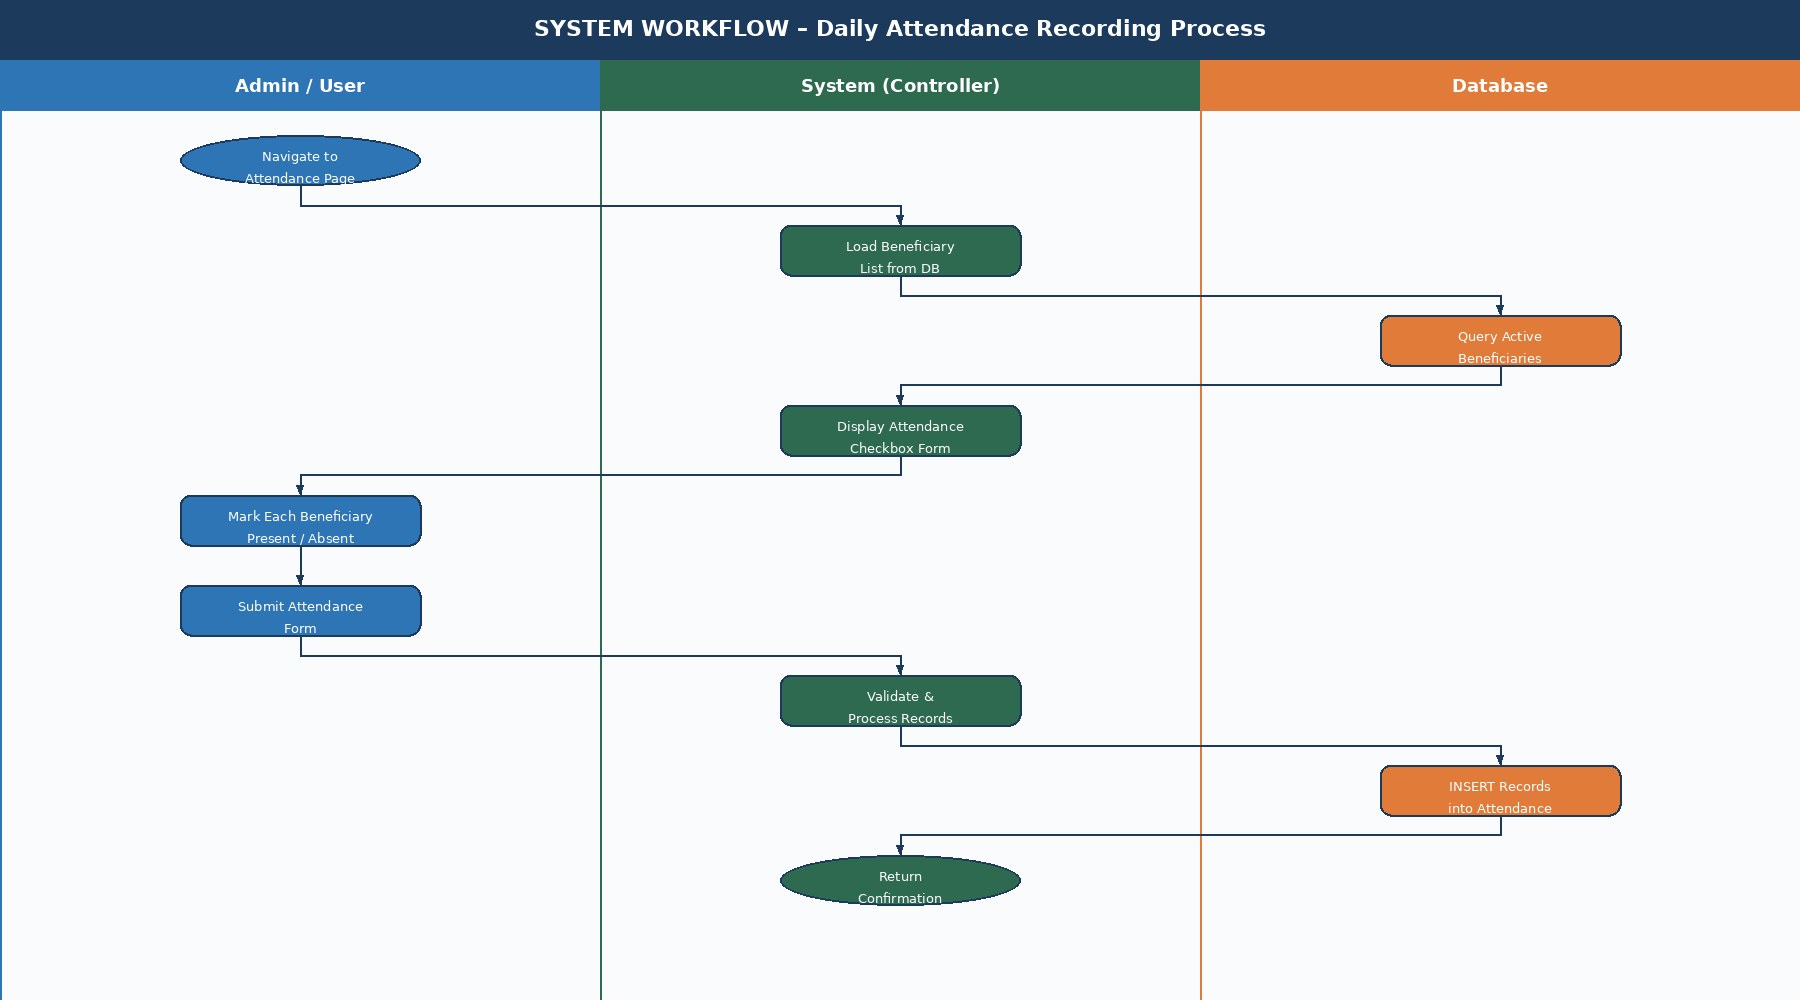 SYSTEM WORKFLOW – Daily Attendance Recording Process
Admin / User
System (Controller)
Database
Navigate to
Attendance Page
Load Beneficiary
List from DB
Query Active
Beneficiaries
Display Attendance
Checkbox Form
Mark Each Beneficiary
Present / Absent
Submit Attendance
Form
Validate &
Process Records
INSERT Records
into Attendance
Return
Confirmation